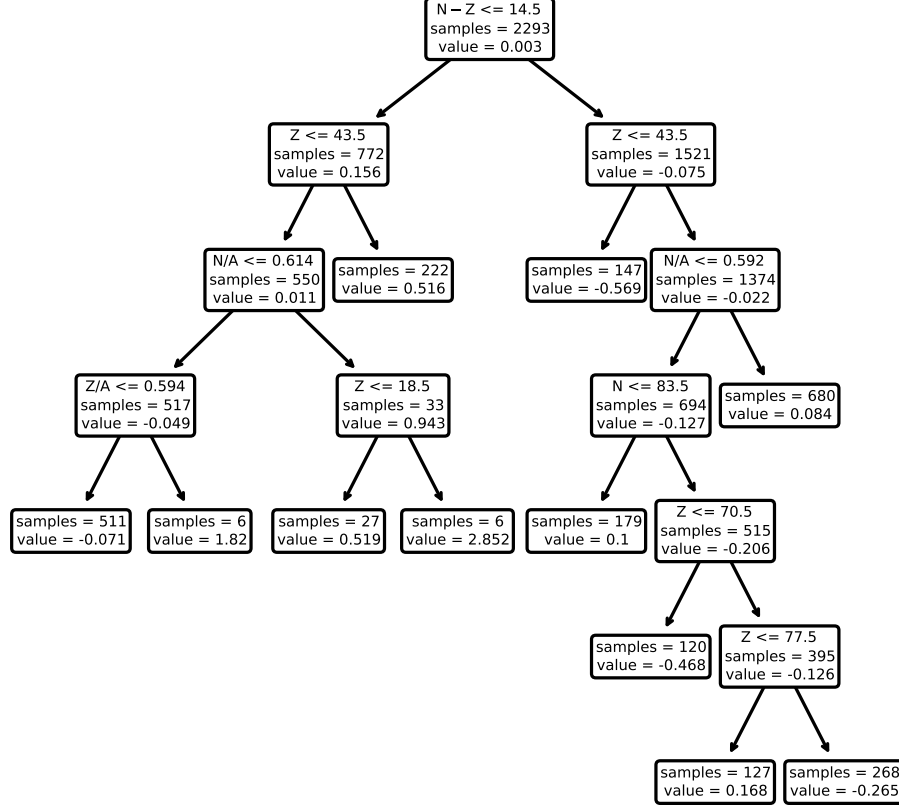 N − Z <= 14.5
samples = 2293
value = 0.003
Z <= 43.5
samples = 772
value = 0.156
Z <= 43.5
samples = 1521
value = -0.075
N/A <= 0.614
samples = 550
value = 0.011
samples = 222
value = 0.516
samples = 147
value = -0.569
N/A <= 0.592
samples = 1374
value = -0.022
Z/A <= 0.594
samples = 517
value = -0.049
Z <= 18.5
samples = 33
value = 0.943
N <= 83.5
samples = 694
value = -0.127
samples = 680
value = 0.084
samples = 511
value = -0.071
samples = 6
value = 1.82
samples = 27
value = 0.519
samples = 6
value = 2.852
samples = 179
value = 0.1
Z <= 70.5
samples = 515
value = -0.206
samples = 120
value = -0.468
Z <= 77.5
samples = 395
value = -0.126
samples = 127
value = 0.168
samples = 268
value = -0.265